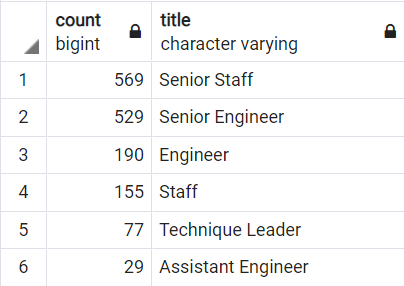 count title
bigint character varying
1 569 Senior Staff
2 529 Senior Engineer
3 190 Engineer
4 155 Staff
5 77 Technique Leader
6 29 Assistant Engineer